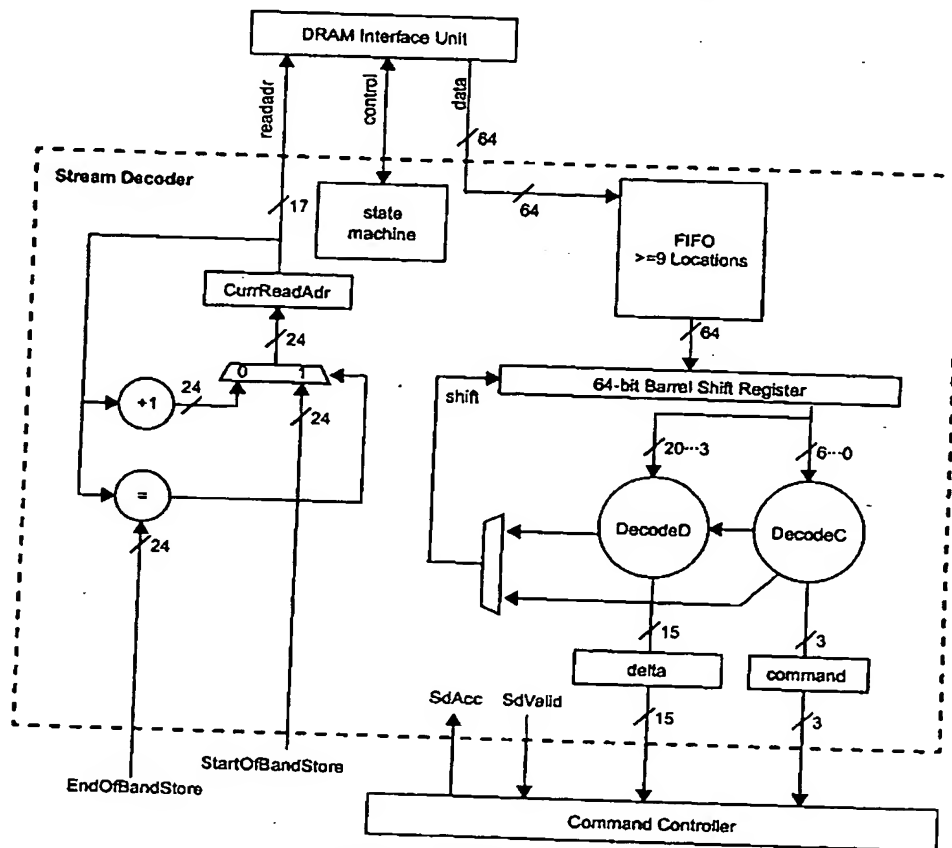 DRAM Interface Unit
readadr
control
data
64
Stream Decoder
17
state
machine
64
FIFO
>=9 Locations
CurrReadAdr
24
64
0 1
64-bit Barrel Shift Register
shift
24
+1
24
20...3
6...0
=
DecodeD
DecodeC
24
15
3
delta
command
SdAcc
SdValid
15
3
StartOfBandStore
EndOfBandStore
Command Controller